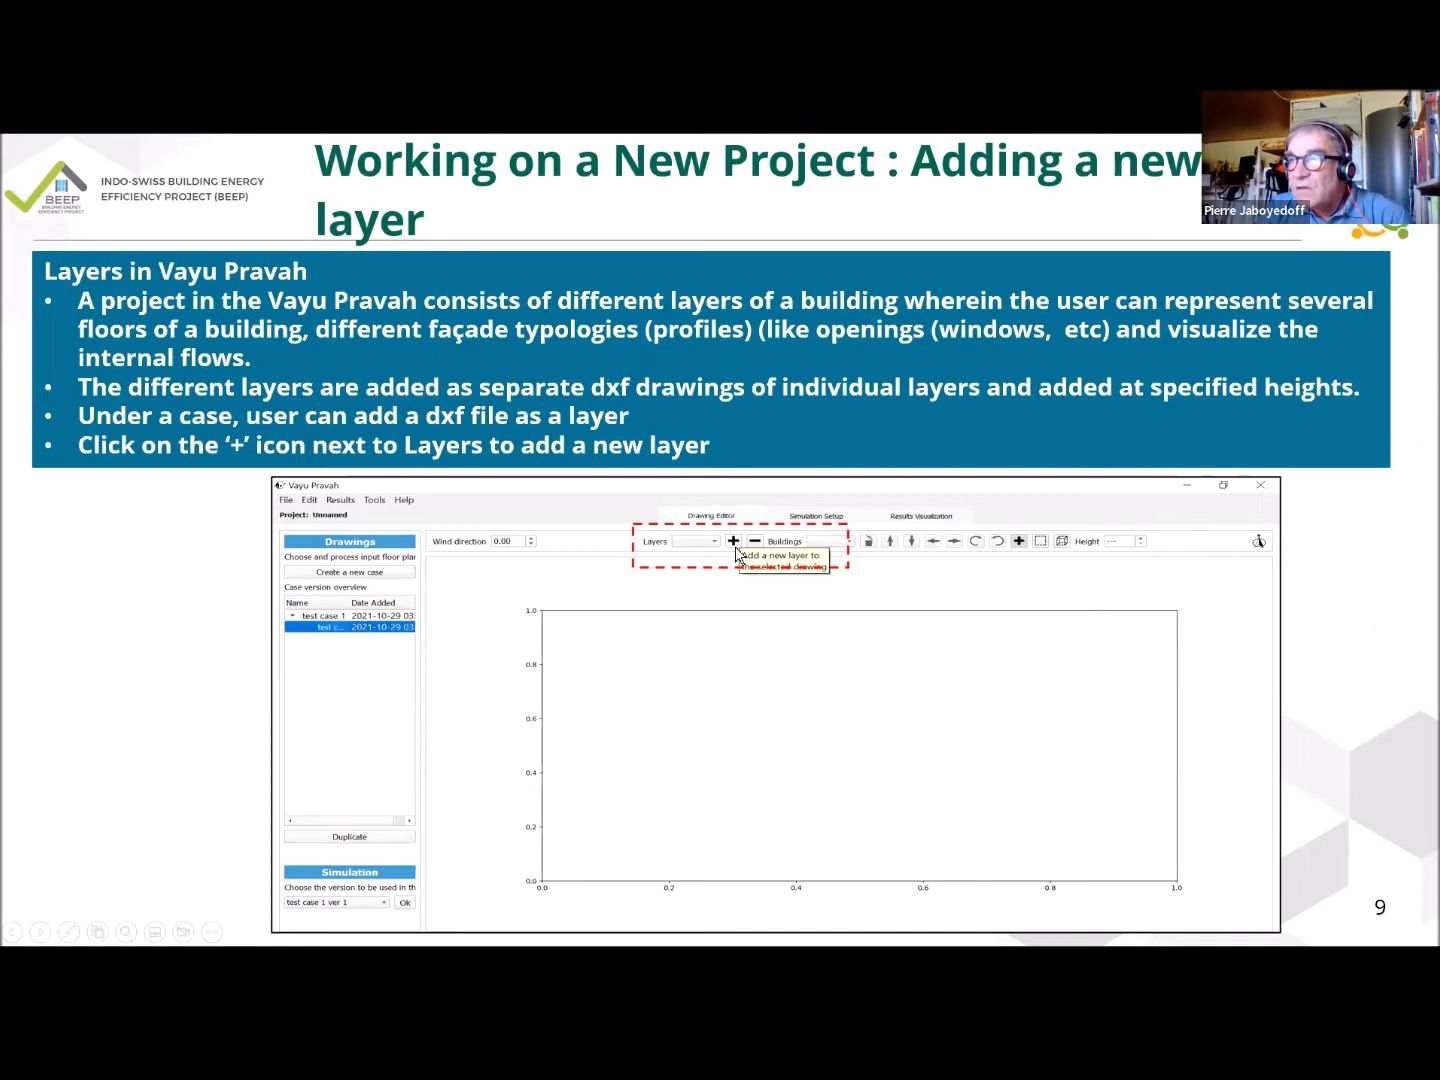 Working on a New Project : Adding a new
layer
BEEP
BUILDING ENERGY
EFFICIENCY PROJECT
INDO-SWISS BUILDING ENERGY
EFFICIENCY PROJECT (BEEP)
Pierre Jaboyedoff
Layers in Vayu Pravah
• A project in the Vayu Pravah consists of different layers of a building wherein the user can represent several
floors of a building, different façade typologies (profiles) (like openings (windows, etc) and visualize the
internal flows.
• The different layers are added as separate dxf drawings of individual layers and added at specified heights.
• Under a case, user can add a dxf file as a layer
• Click on the ‘+’ icon next to Layers to add a new layer
Vayu Pravah
File Edit Results Tools Help
Project: Unnamed
Drawing Editor Simulation Setup Results Visualization
Drawings
Choose and process input floor plan
Create a new case
Case version overview
Name Date Added
test case 1 2021-10-29 03:
test c... 2021-10-29 03:
Duplicate
Simulation
Choose the version to be used in th
test case 1 ver 1 Ok
Wind direction 0.00 Layers Buildings Height ---
add a new layer to
the selected drawing
1.0
0.8
0.6
0.4
0.2
0.0
0.0 0.2 0.4 0.6 0.8 1.0
9